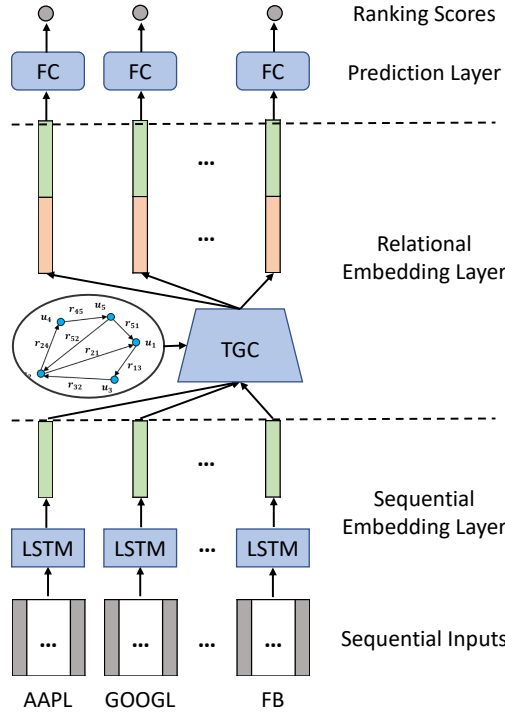 Ranking Scores
FC FC FC Prediction Layer
...
...
Relational
Embedding Layer
r45 u5
u4 r51
r24 r52 u1
r21
r13
r32 u3
TGC
...
Sequential
Embedding Layer
LSTM LSTM ... LSTM
... ... ... ... Sequential Inputs
AAPL GOOGL FB